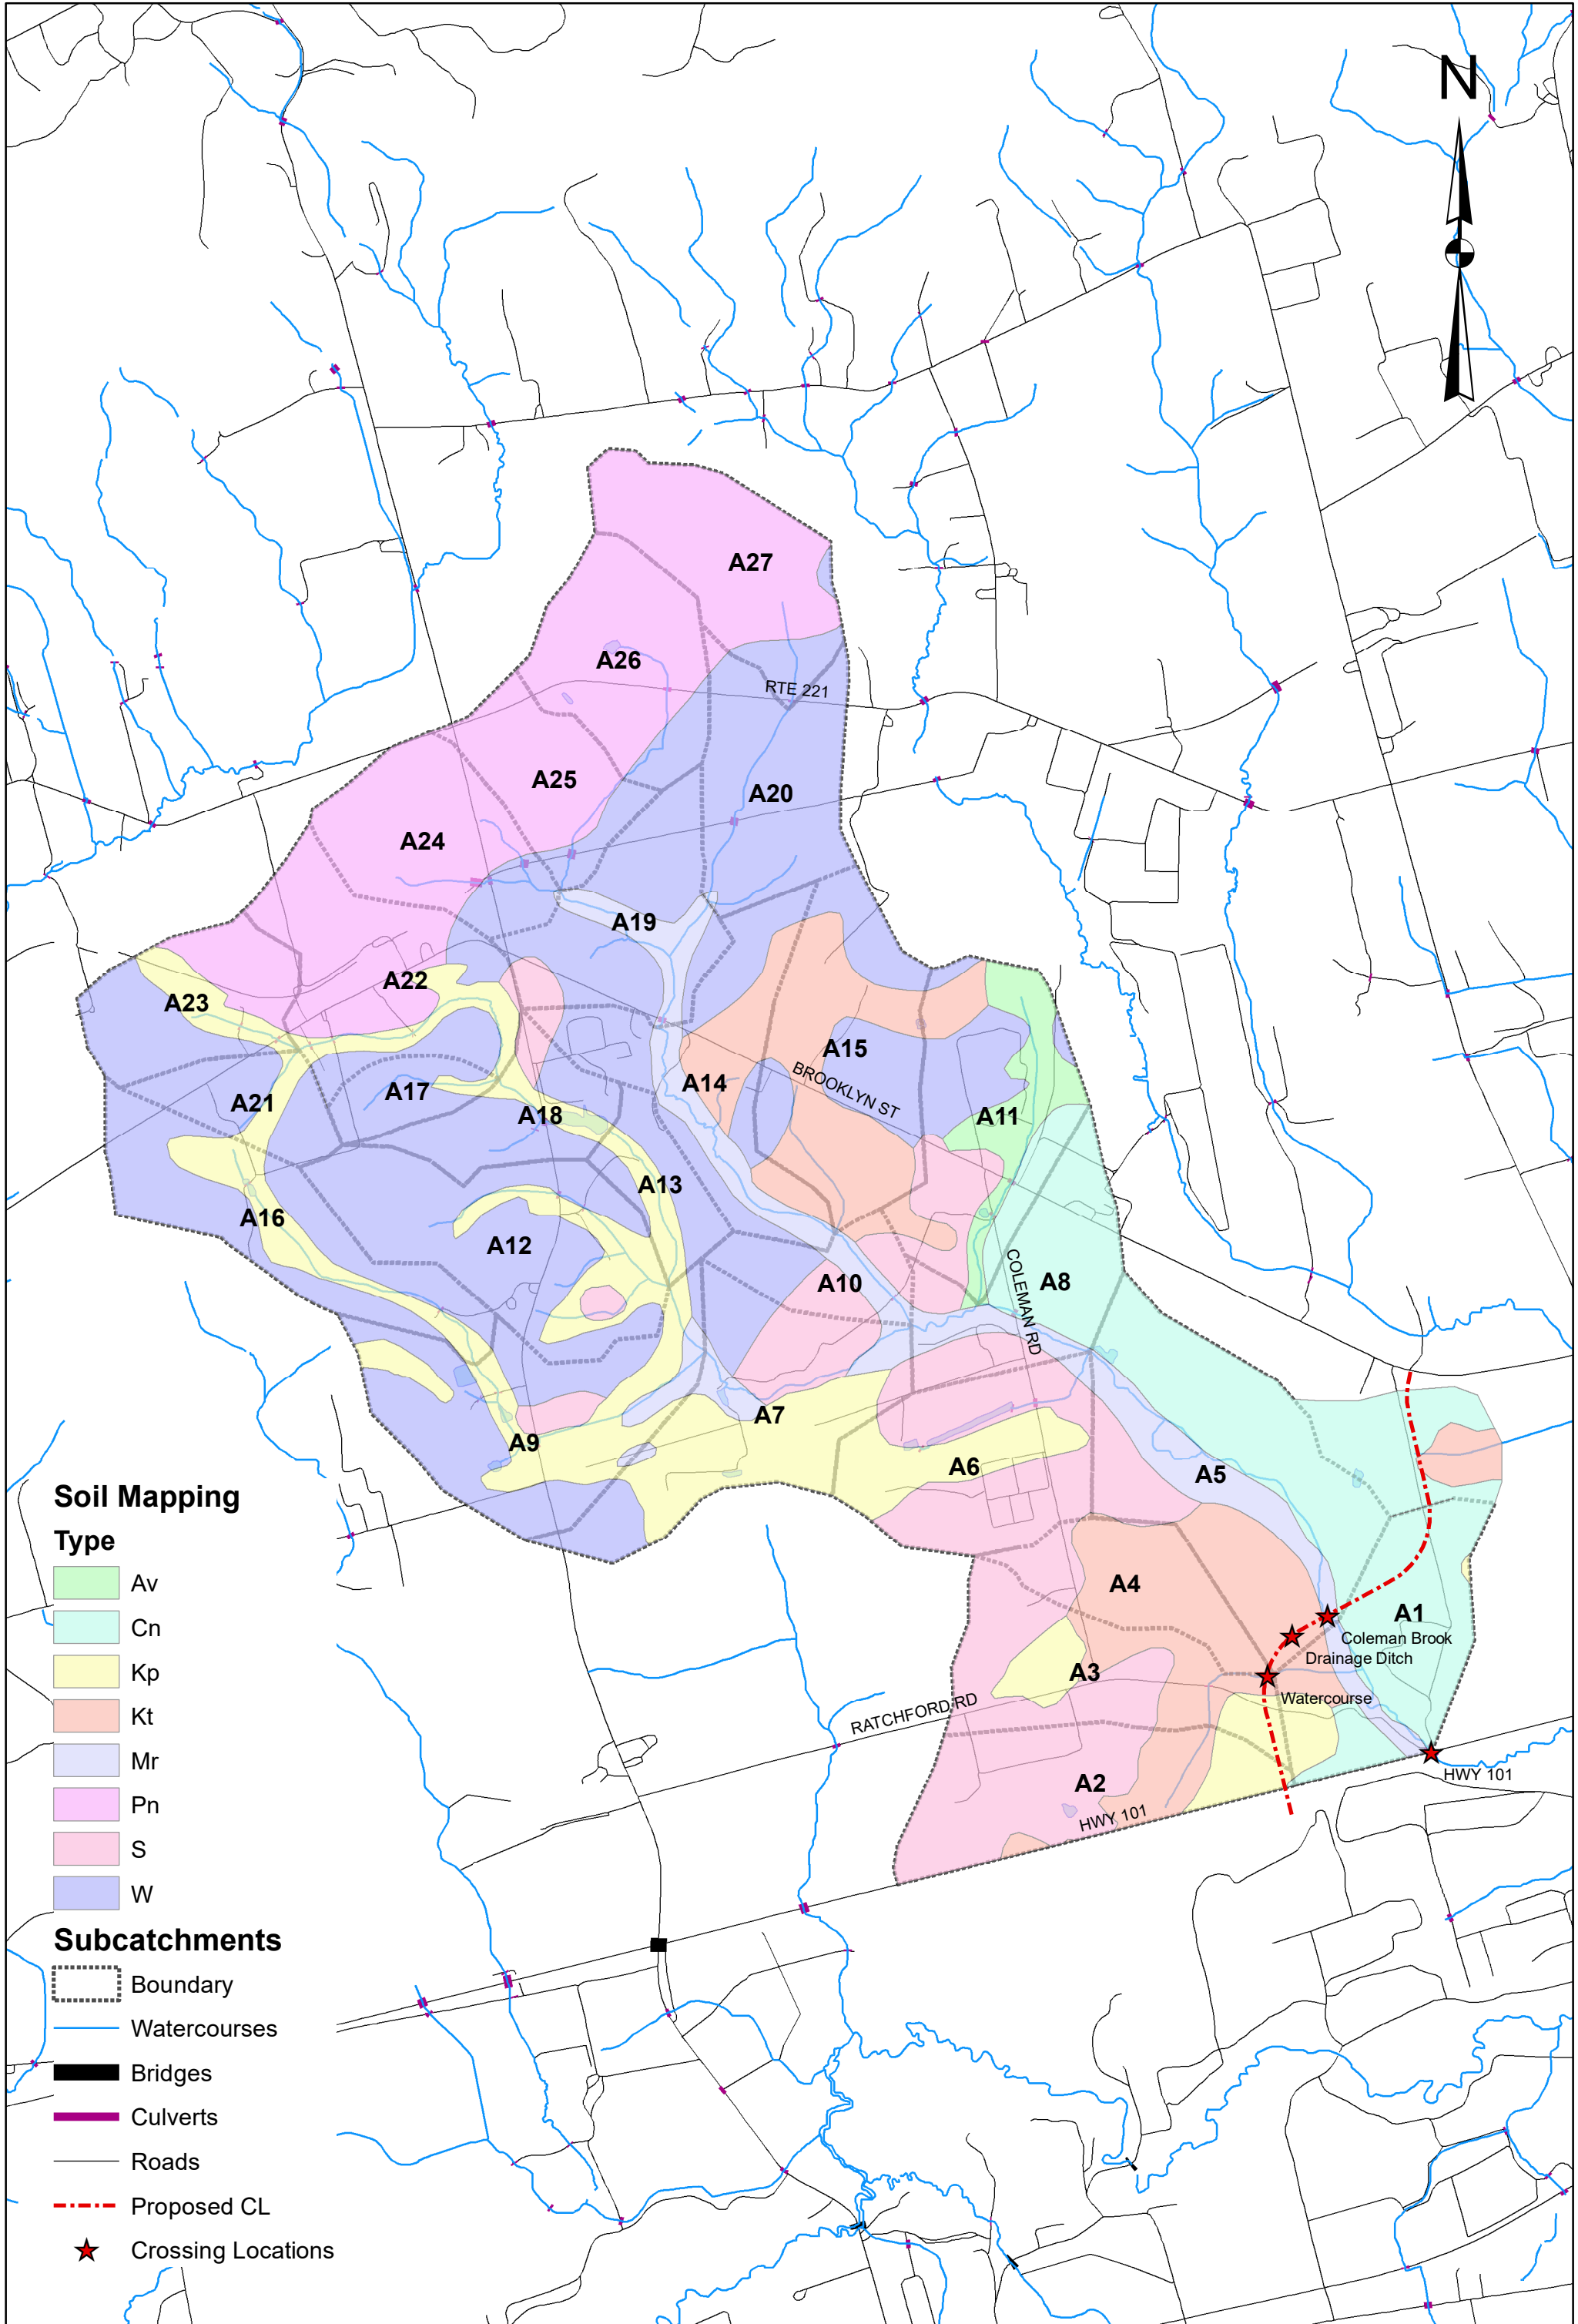 N
A27
A26
RTE 221
A25
A20
A24
A19
A22
A23
A15
A14
BROOKLYN ST
A17
A21
A18
A11
A13
A16
A12
COLEMAN RD
A8
A10
A7
A9
A6
A5
A4
A1
Coleman Brook
Drainage Ditch
A3
Watercourse
RATCHFORD RD
HWY 101
A2
HWY 101
Soil Mapping
Type
Av
Cn
Kp
Kt
Mr
Pn
S
W
Subcatchments
Boundary
Watercourses
Bridges
Culverts
Roads
Proposed CL
Crossing Locations